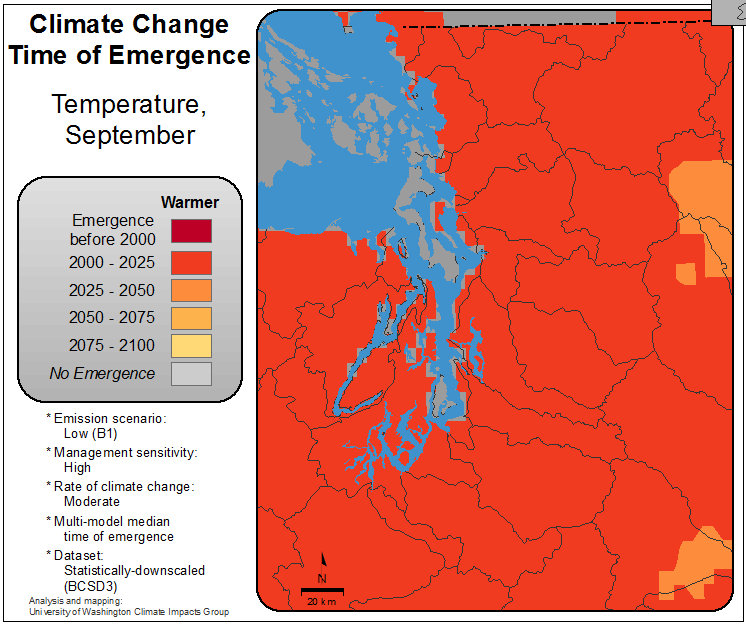 Climate Change
Time of Emergence
Temperature,
September
Warmer
Emergence
before 2000
2000 - 2025
2025 - 2050
2050 - 2075
2075 - 2100
No Emergence
* Emission scenario:
Low (B1)
* Management sensitivity:
High
* Rate of climate change:
Moderate
* Multi-model median
time of emergence
* Dataset:
Statistically-downscaled
(BCSD3)
Analysis and mapping:
University of Washington Climate Impacts Group
N
20 km